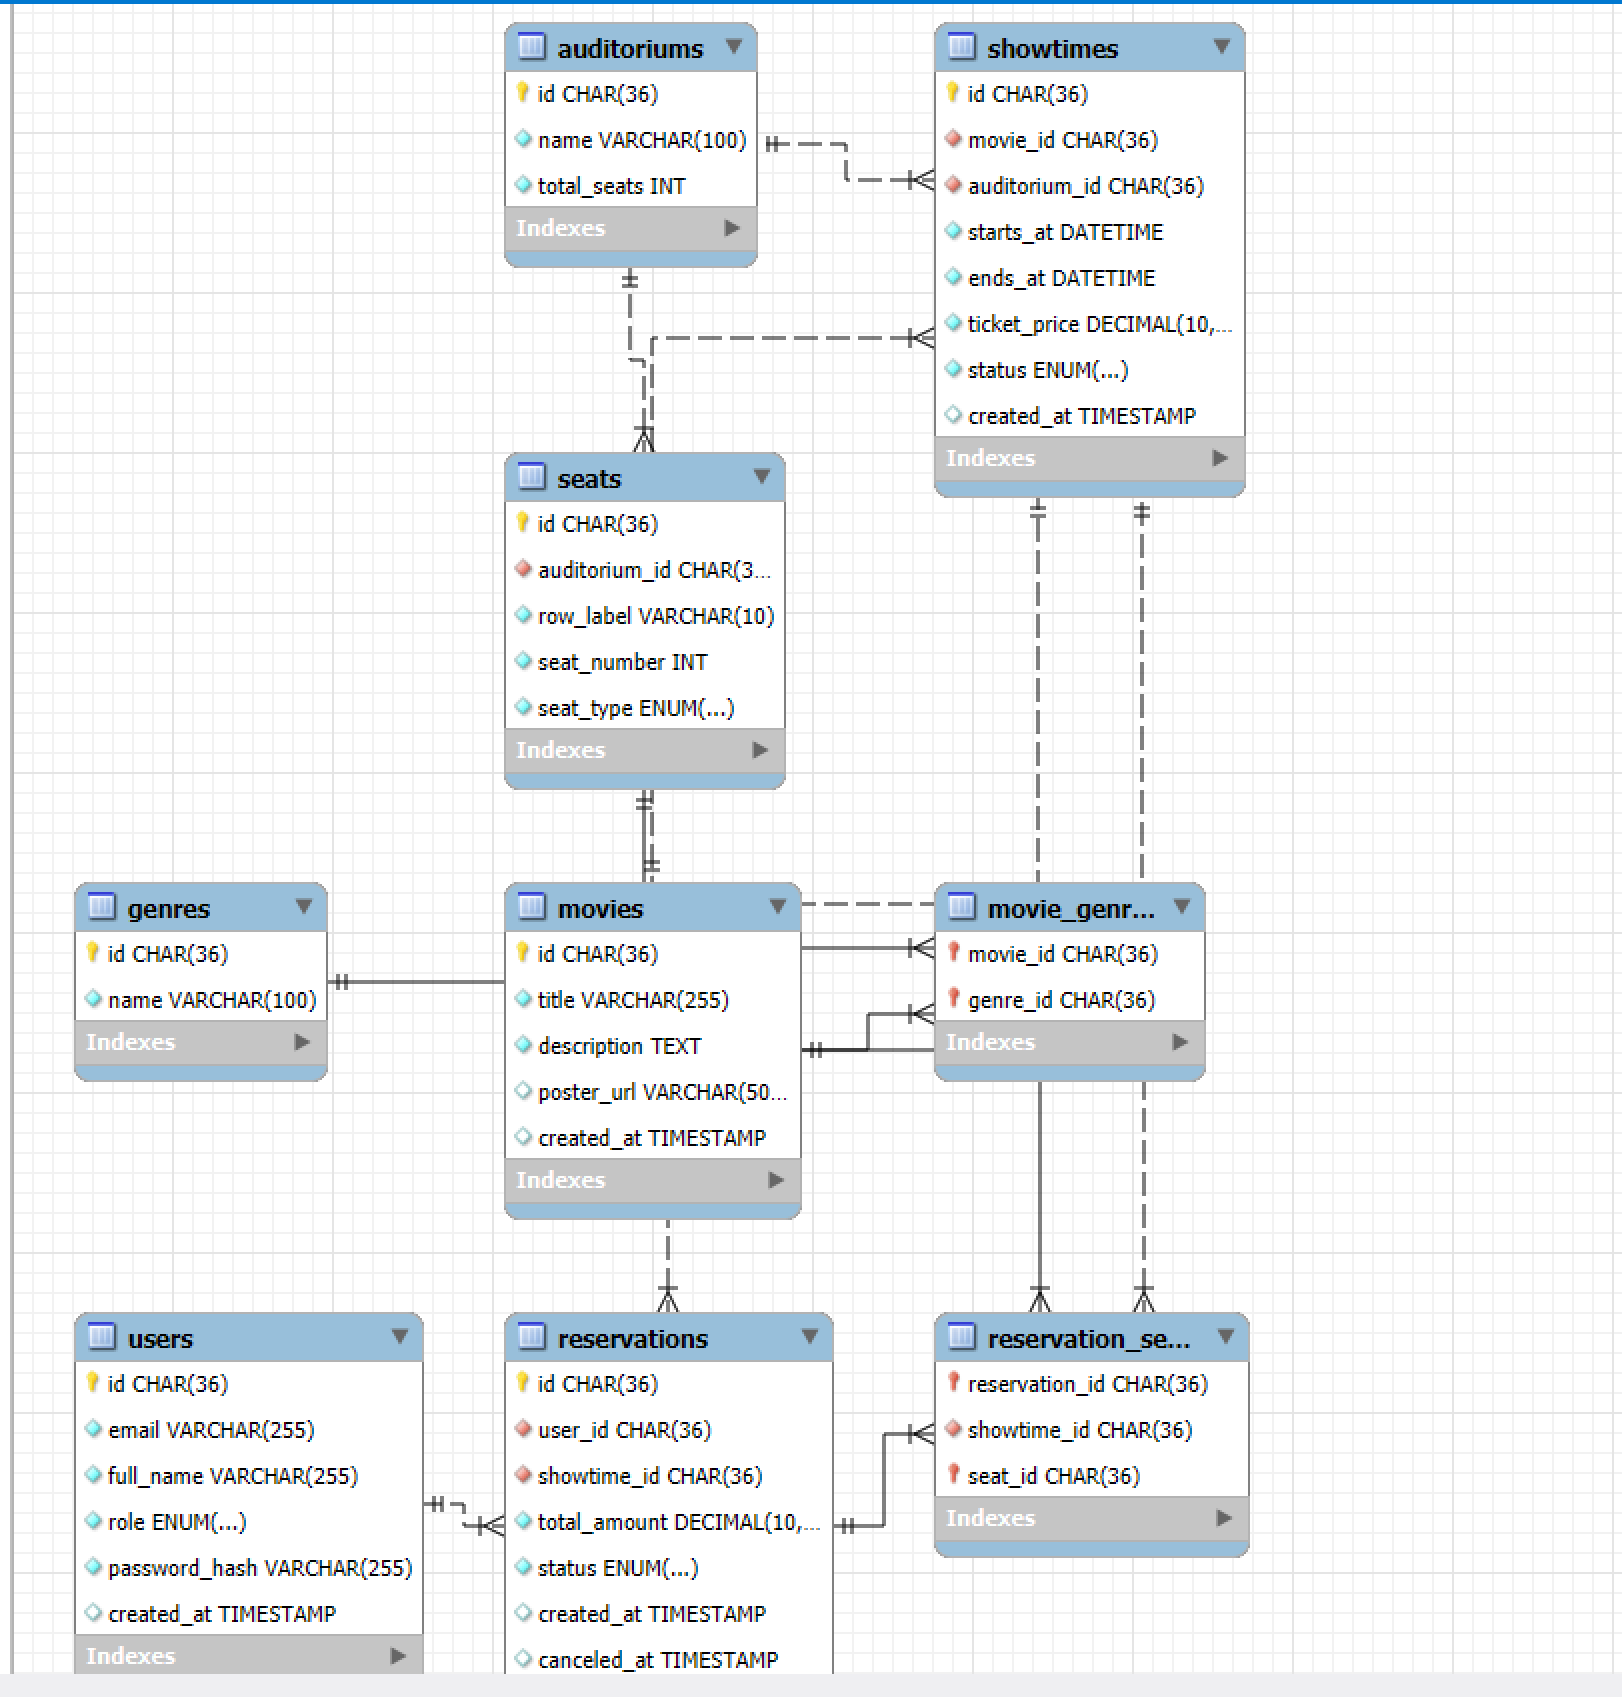 auditoriums
id CHAR(36)
name VARCHAR(100)
total_seats INT
Indexes
showtimes
id CHAR(36)
movie_id CHAR(36)
auditorium_id CHAR(36)
starts_at DATETIME
ends_at DATETIME
ticket_price DECIMAL(10,...
status ENUM(...)
created_at TIMESTAMP
Indexes
seats
id CHAR(36)
auditorium_id CHAR(3...
row_label VARCHAR(10)
seat_number INT
seat_type ENUM(...)
Indexes
genres
id CHAR(36)
name VARCHAR(100)
Indexes
movies
id CHAR(36)
title VARCHAR(255)
description TEXT
poster_url VARCHAR(50...
created_at TIMESTAMP
Indexes
movie_genr...
movie_id CHAR(36)
genre_id CHAR(36)
Indexes
users
id CHAR(36)
email VARCHAR(255)
full_name VARCHAR(255)
role ENUM(...)
password_hash VARCHAR(255)
created_at TIMESTAMP
Indexes
reservations
id CHAR(36)
user_id CHAR(36)
showtime_id CHAR(36)
total_amount DECIMAL(10,...
status ENUM(...)
created_at TIMESTAMP
canceled_at TIMESTAMP
reservation_se...
reservation_id CHAR(36)
showtime_id CHAR(36)
seat_id CHAR(36)
Indexes